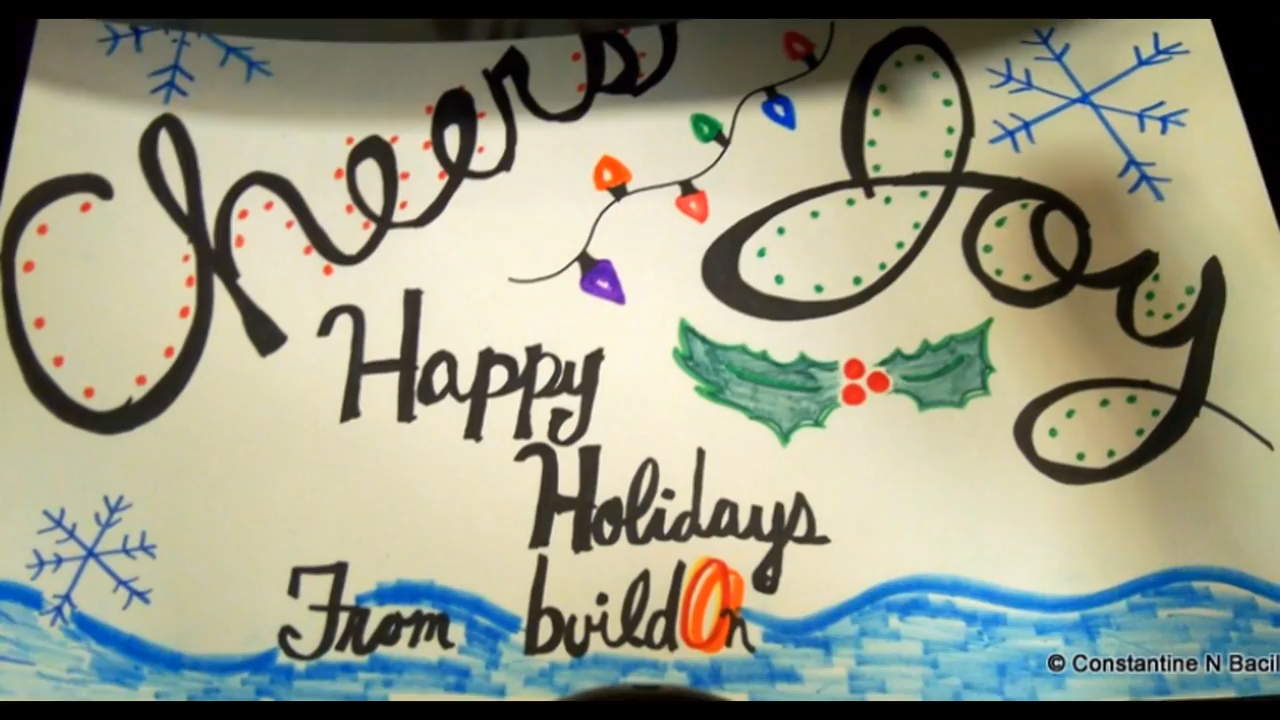 Cheers
Joy
Happy
Holidays
From buildOn
© Constantine N Bacil